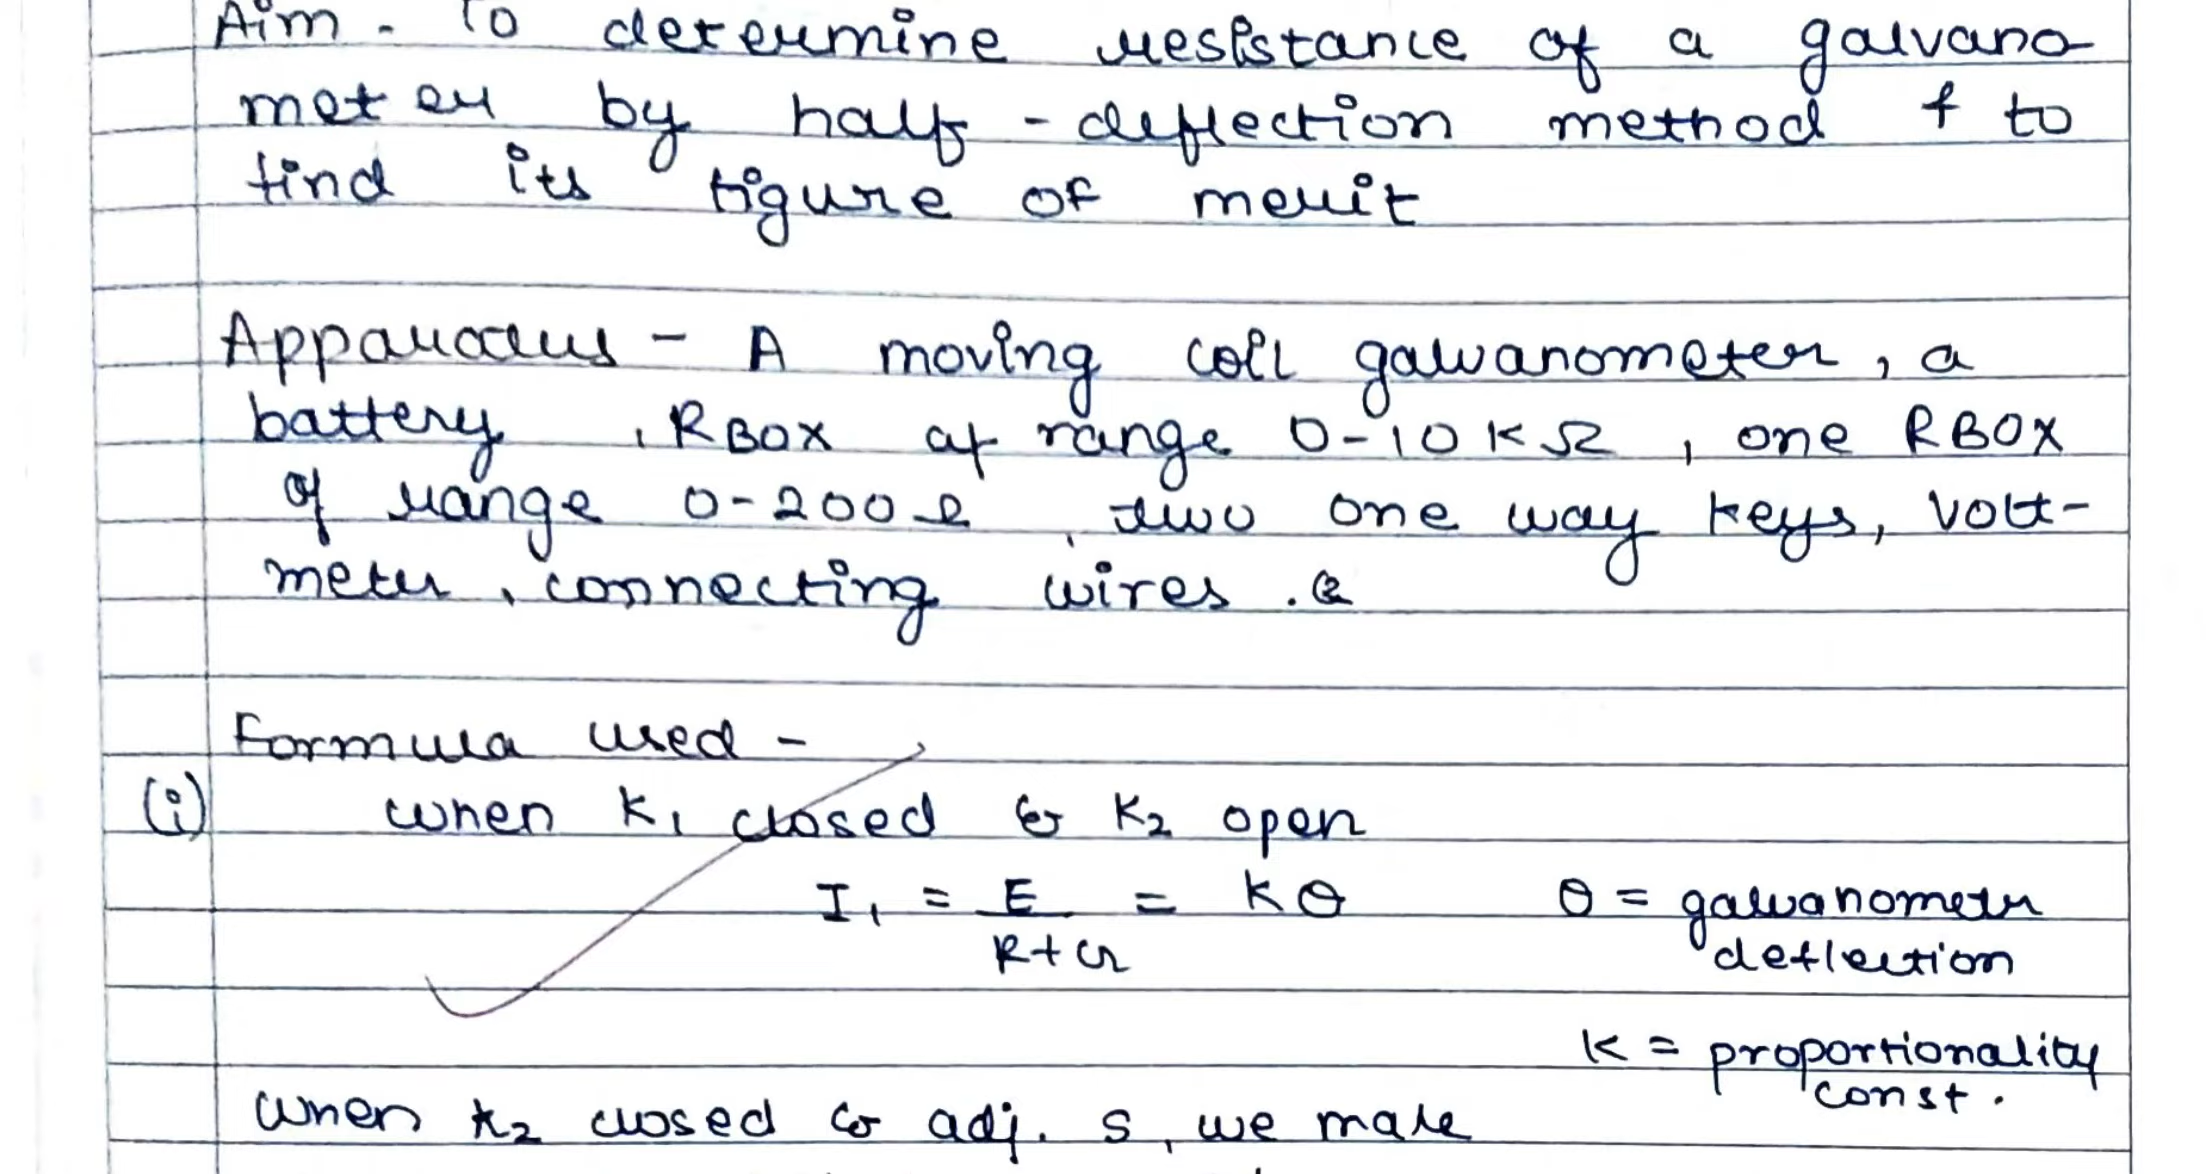 Aim - To determine resistance of a galvano
meter by half - deflection method & to
find its figure of merit
Apparatus - A moving coil galvanometer, a
battery, R BOX of range 0-10 KΩ, one R BOX
of range 0-200 Ω, two one way keys, volt-
meter, connecting wires.
Formula used -
(i) when K₁ closed & K₂ open
I₁ = E/(R+G) = Kθ θ = galvanometer
deflection
K = proportionality
const.
when K₂ closed & adj. S, we make